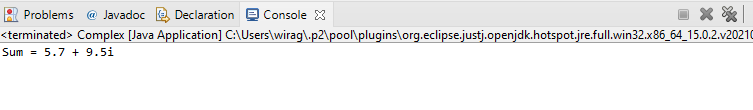 Problems @ Javadoc Declaration Console
<terminated> Complex [Java Application] C:\Users\wirag\.p2\pool\plugins\org.eclipse.justj.openjdk.hotspot.jre.full.win32.x86_64_15.0.2.v20210
Sum = 5.7 + 9.5i